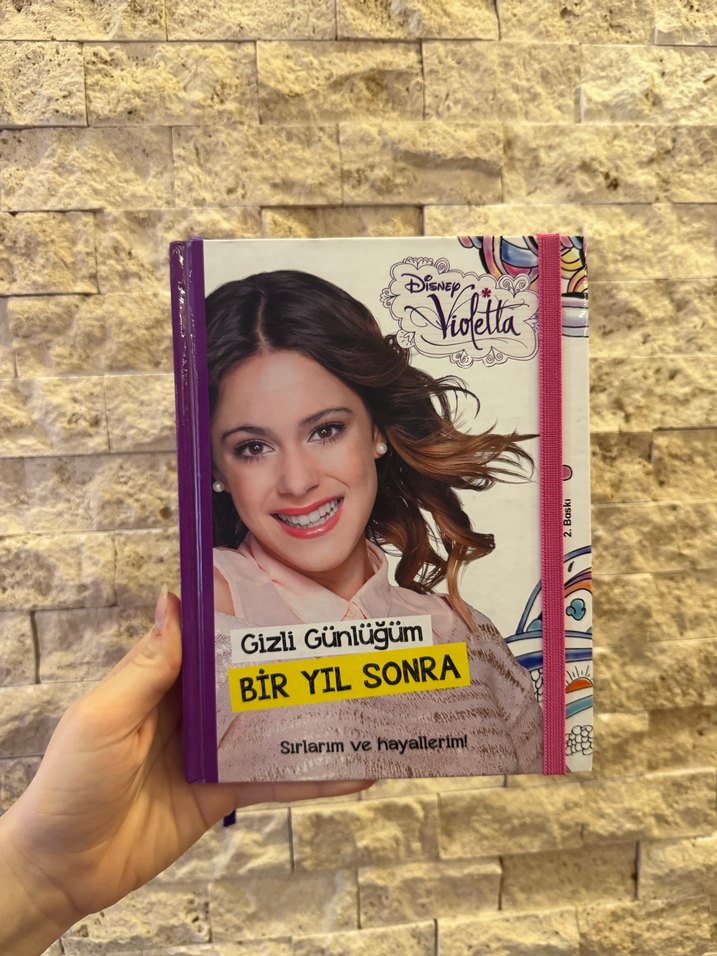 Disney
Violetta
2. Baskı
Gizli Günlüğüm
BİR YIL SONRA
Sırlarım ve hayallerim!